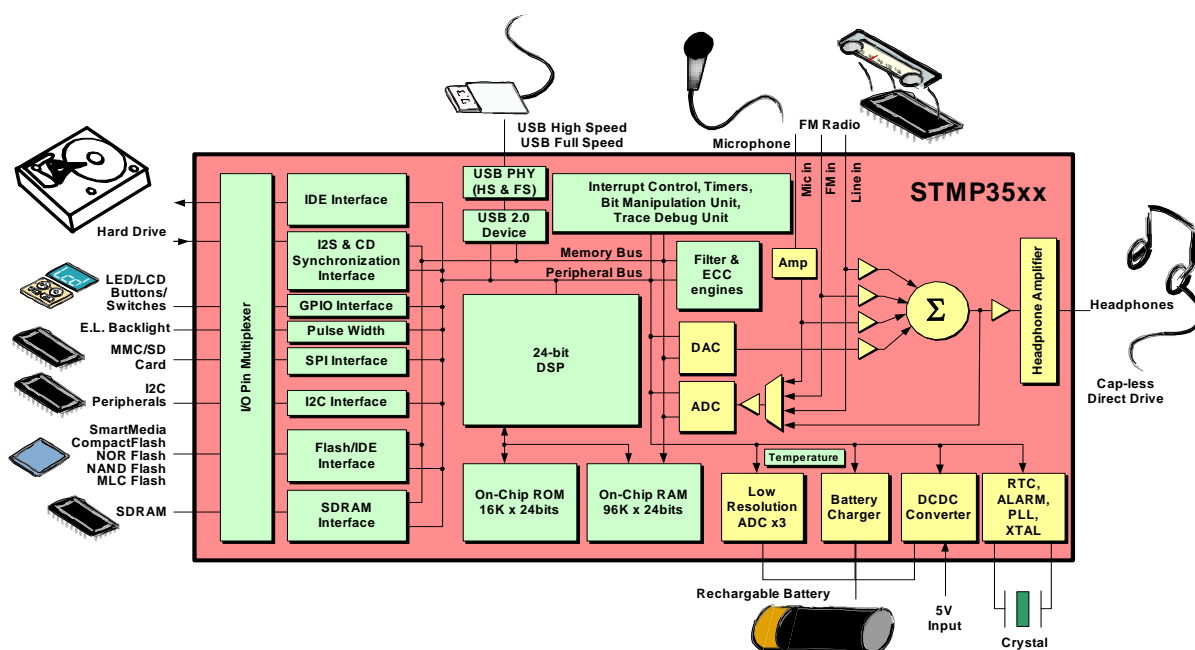 USB High Speed
USB Full Speed
Microphone
FM Radio
Mic in
FM in
Line in
STMP35xx
Hard Drive
LED/LCD
Buttons/
Switches
E.L. Backlight
MMC/SD
Card
I2C
Peripherals
SmartMedia
CompactFlash
NOR Flash
NAND Flash
MLC Flash
SDRAM
I/O Pin Multiplexer
IDE Interface
I2S & CD
Synchronization
Interface
GPIO Interface
Pulse Width
SPI Interface
I2C Interface
Flash/IDE
Interface
SDRAM
Interface
USB PHY
(HS & FS)
USB 2.0
Device
Interrupt Control, Timers,
Bit Manipulation Unit,
Trace Debug Unit
Memory Bus
Peripheral Bus
Filter &
ECC
engines
Amp
24-bit
DSP
DAC
ADC
Σ
Headphone Amplifier
Headphones
Cap-less
Direct Drive
On-Chip ROM
16K x 24bits
On-Chip RAM
96K x 24bits
Temperature
Low
Resolution
ADC x3
Battery
Charger
DCDC
Converter
RTC,
ALARM,
PLL,
XTAL
Rechargable Battery
5V
Input
Crystal